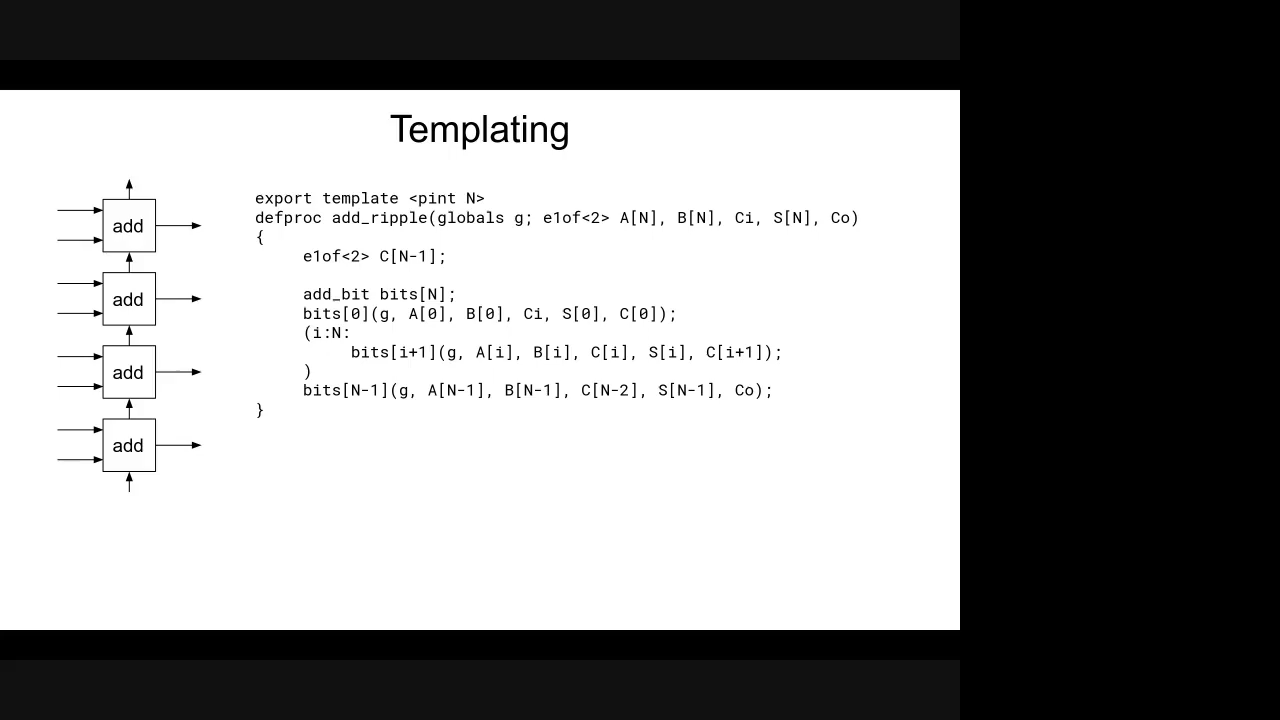 Templating
add
add
add
add
export template <pint N>
defproc add_ripple(globals g; e1of<2> A[N], B[N], Ci, S[N], Co)
{
e1of<2> C[N-1];
add_bit bits[N];
bits[0](g, A[0], B[0], Ci, S[0], C[0]);
(i:N:
bits[i+1](g, A[i], B[i], C[i], S[i], C[i+1]);
)
bits[N-1](g, A[N-1], B[N-1], C[N-2], S[N-1], Co);
}